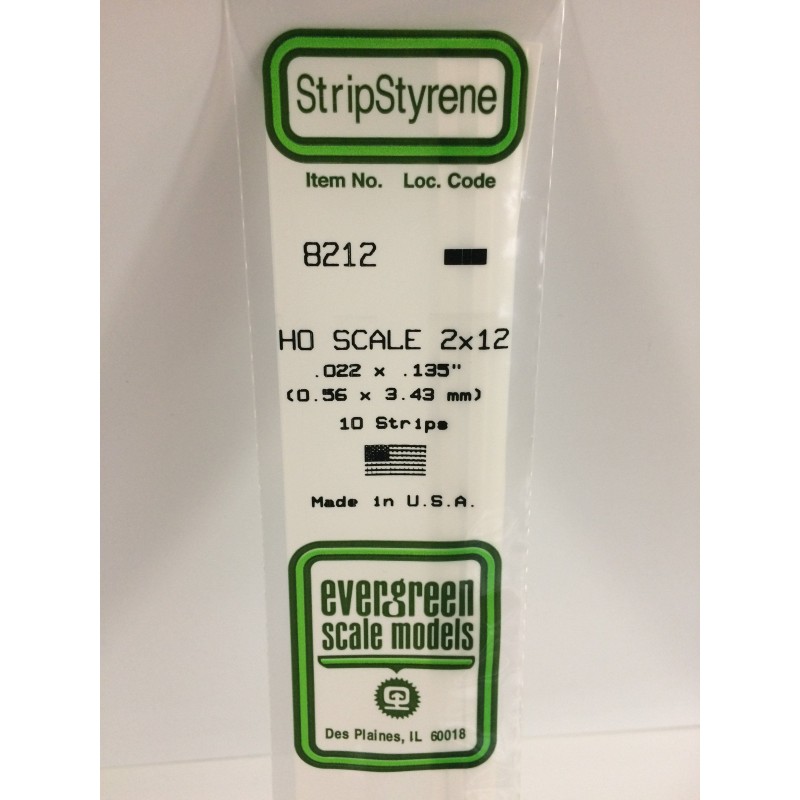 StripStyrene
Item No. Loc. Code
8212
HO SCALE 2x12
.022 x .135"
(0.56 x 3.43 mm)
10 Strips
Made in U.S.A.
evergreen
scale models
Des Plaines, IL 60018